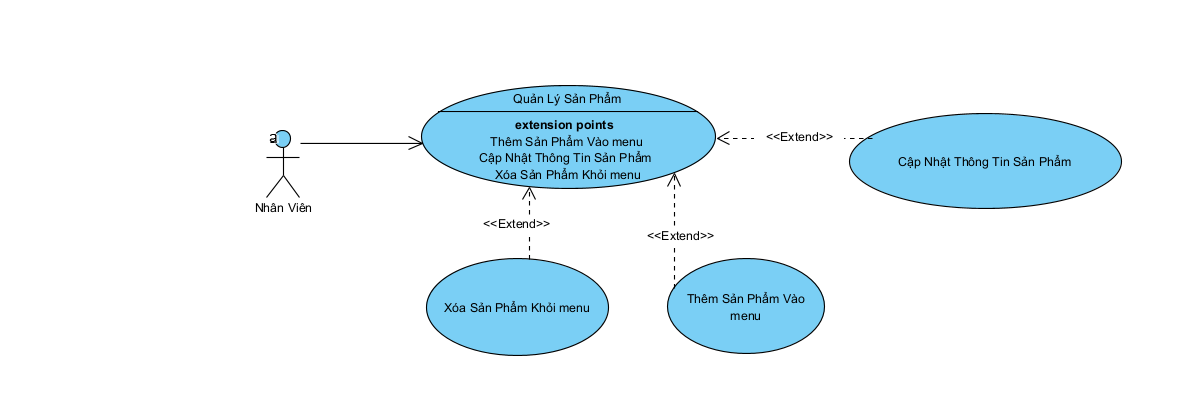 Quản Lý Sản Phẩm
extension points
Thêm Sản Phẩm Vào menu
Cập Nhật Thông Tin Sản Phẩm
Xóa Sản Phẩm Khỏi menu
a
Nhân Viên
<<Extend>>
Cập Nhật Thông Tin Sản Phẩm
<<Extend>>
<<Extend>>
Xóa Sản Phẩm Khỏi menu
Thêm Sản Phẩm Vào
menu